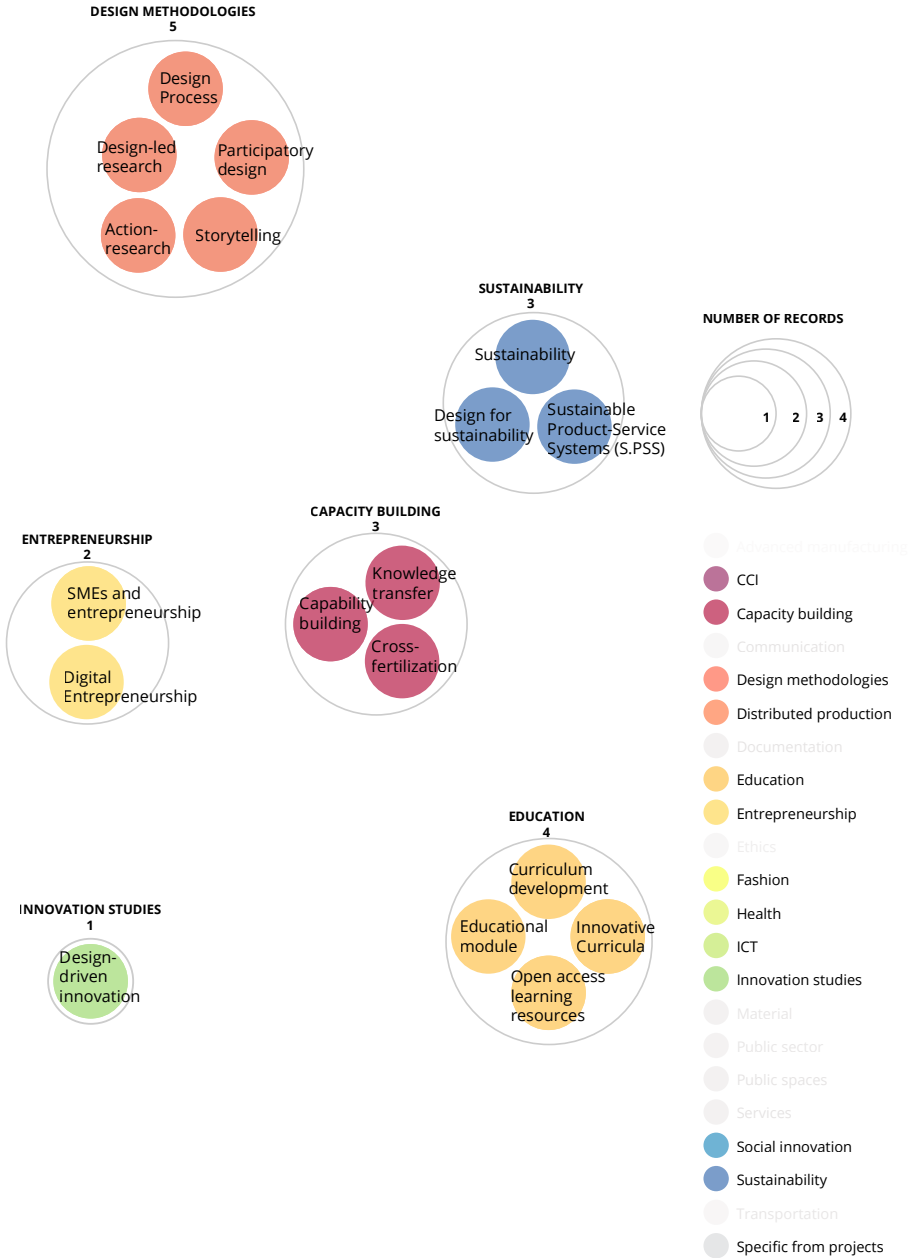 DESIGN METHODOLOGIES
5
Design
Process
Design-led
research
Participatory
design
Action-
research
Storytelling
SUSTAINABILITY
3
Sustainability
Design for
sustainability
Sustainable
Product-Service
Systems (S.PSS)
NUMBER OF RECORDS
1 2 3 4
ENTREPRENEURSHIP
2
SMEs and
entrepreneurship
Digital
Entrepreneurship
CAPACITY BUILDING
3
Knowledge
transfer
Capability
building
Cross-
fertilization
EDUCATION
4
Curriculum
development
Educational
module
Innovative
Curricula
Open access
learning
resources
INNOVATION STUDIES
1
Design-
driven
innovation
Advanced manufacturing
CCI
Capacity building
Communication
Design methodologies
Distributed production
Documentation
Education
Entrepreneurship
Ethics
Fashion
Health
ICT
Innovation studies
Material
Public sector
Public spaces
Services
Social innovation
Sustainability
Transportation
Specific from projects